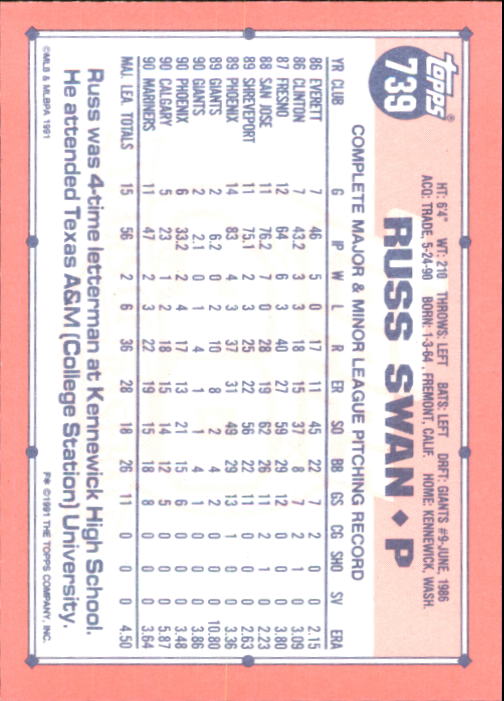 TOPPS®
739
HT: 6'4" WT: 210 THROWS: LEFT BATS: LEFT DRFT: GIANTS #9-JUNE, 1986
ACQ: TRADE, 5-24-90 BORN: 1-3-64, FREMONT, CALIF. HOME: KENNEWICK, WASH.
RUSS SWAN ◆ P
COMPLETE MAJOR & MINOR LEAGUE PITCHING RECORD
YR CLUB G IP W L R ER SO BB GS CG SHO SV ERA
86 EVERETT 7 46 5 0 17 11 45 22 7 2 0 0 2.15
86 CLINTON 7 43.2 3 3 18 15 37 8 7 2 1 0 3.09
87 FRESNO 12 64 6 3 40 27 59 29 12 0 0 0 3.80
88 SAN JOSE 11 76.2 7 0 28 19 62 26 11 2 1 0 2.23
89 SHREVEPORT 11 75.1 2 3 25 22 56 22 11 0 0 0 2.63
89 PHOENIX 14 83 4 3 37 31 49 29 13 1 0 0 3.36
89 GIANTS 2 6.2 0 2 10 8 2 4 2 0 0 0 10.80
90 GIANTS 2 2.1 0 1 4 1 1 4 1 0 0 0 3.86
90 PHOENIX 6 33.2 2 4 17 13 21 15 6 0 0 0 3.48
90 CALGARY 5 23 1 2 18 15 14 12 5 0 0 0 5.87
90 MARINERS 11 47 2 3 22 19 15 18 8 0 0 0 3.64
MAJ. LEA. TOTALS 15 56 2 6 36 28 18 26 11 0 0 0 4.50
Russ was 4-time letterman at Kennewick High School.
He attended Texas A&M (College Station) University.
©MLB & MLBPA 1991
F* ©1991 THE TOPPS COMPANY, INC.